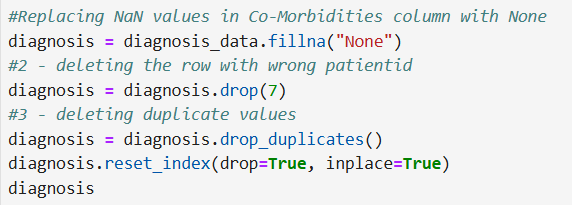 #Replacing NaN values in Co-Morbidities column with None
diagnosis = diagnosis_data.fillna("None")
#2 - deleting the row with wrong patientid
diagnosis = diagnosis.drop(7)
#3 - deleting duplicate values
diagnosis = diagnosis.drop_duplicates()
diagnosis.reset_index(drop=True, inplace=True)
diagnosis